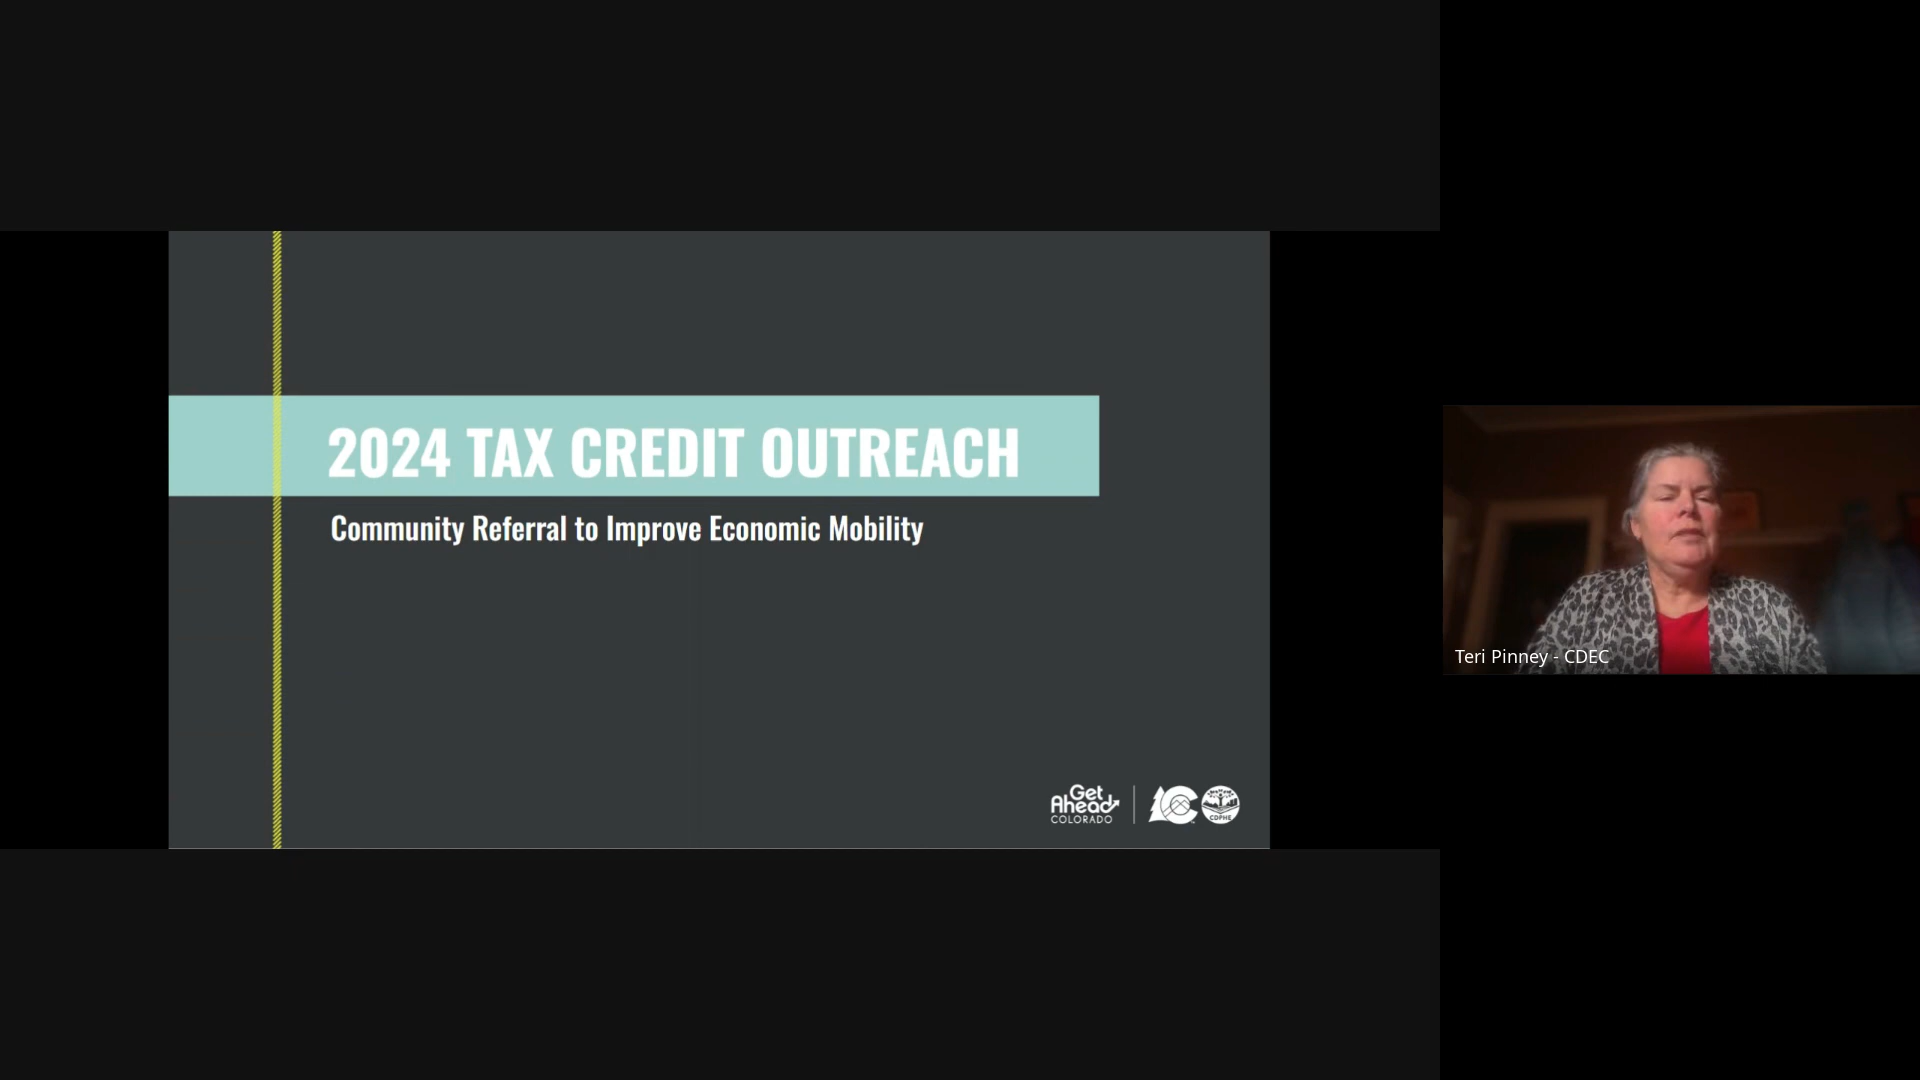 2024 TAX CREDIT OUTREACH
Community Referral to Improve Economic Mobility
Get
Ahead
COLORADO
CDPHE
Teri Pinney - CDEC